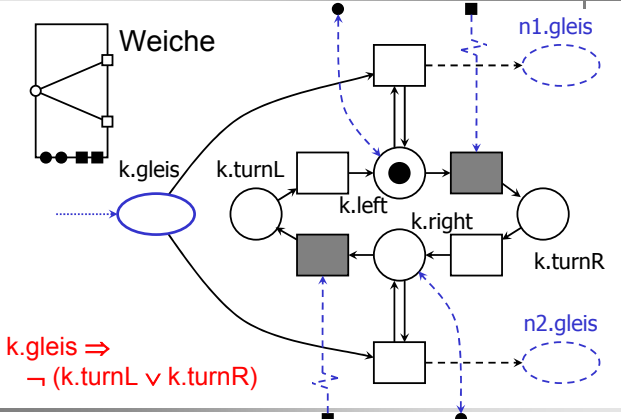 Weiche
n1.gleis
k.gleis
k.turnL
k.left
k.right
k.turnR
n2.gleis
k.gleis ⇒
¬ (k.turnL ∨ k.turnR)